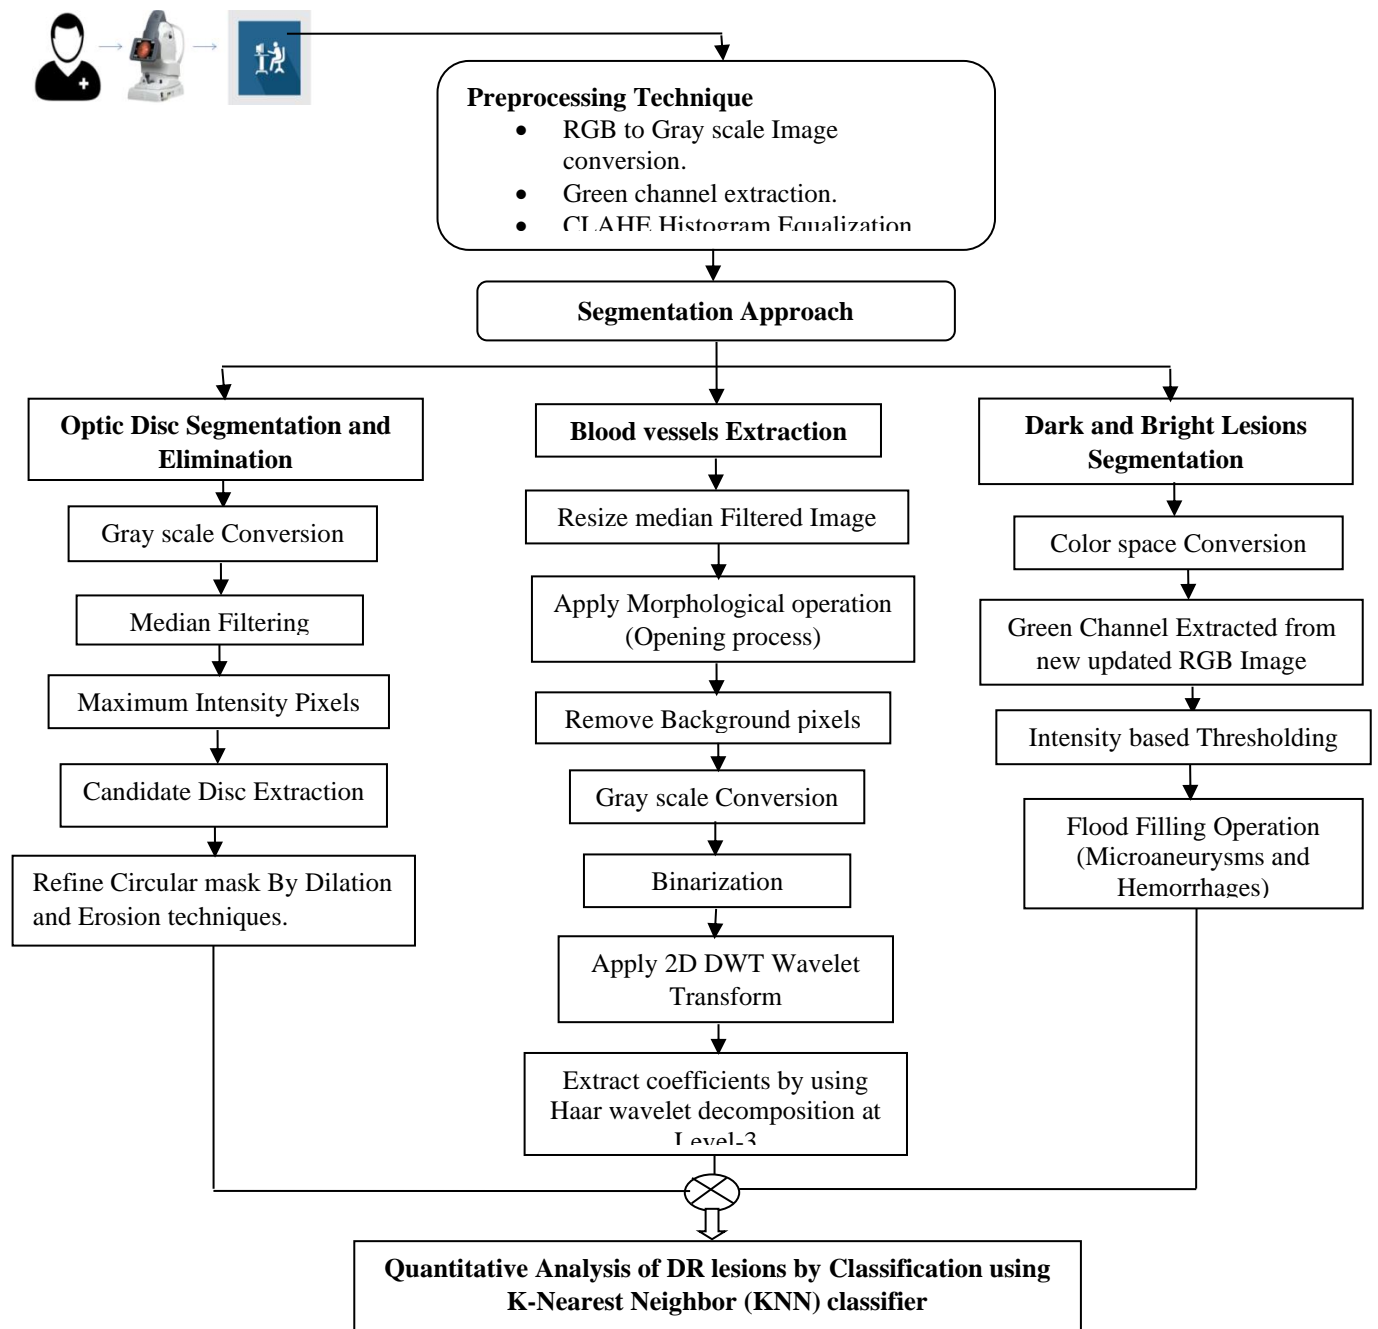 Preprocessing Technique
• RGB to Gray scale Image
conversion.
• Green channel extraction.
• CLAHE Histogram Equalization
Segmentation Approach
Optic Disc Segmentation and
Elimination
Gray scale Conversion
Median Filtering
Maximum Intensity Pixels
Candidate Disc Extraction
Refine Circular mask By Dilation
and Erosion techniques.
Blood vessels Extraction
Resize median Filtered Image
Apply Morphological operation
(Opening process)
Remove Background pixels
Gray scale Conversion
Binarization
Apply 2D DWT Wavelet
Transform
Extract coefficients by using
Haar wavelet decomposition at
Level-3
Dark and Bright Lesions
Segmentation
Color space Conversion
Green Channel Extracted from
new updated RGB Image
Intensity based Thresholding
Flood Filling Operation
(Microaneurysms and
Hemorrhages)
Quantitative Analysis of DR lesions by Classification using
K-Nearest Neighbor (KNN) classifier